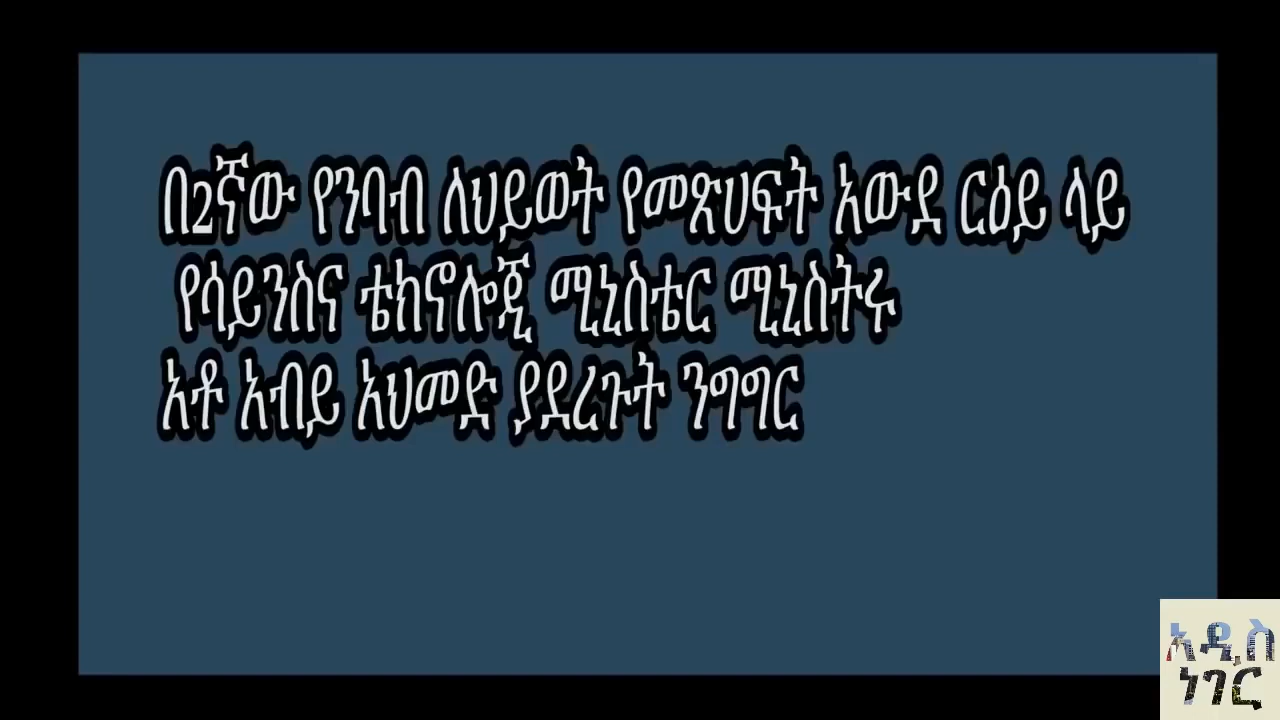 በ2ኛው የንባብ ለህይወት የመጽሀፍት አውደ ርዕይ ላይ
የሳይንስና ቴክኖሎጂ ሚኒስቴር ሚኒስትሩ
አቶ አብይ አህመድ ያደረጉት ንግግር
አዲስ
ነገር